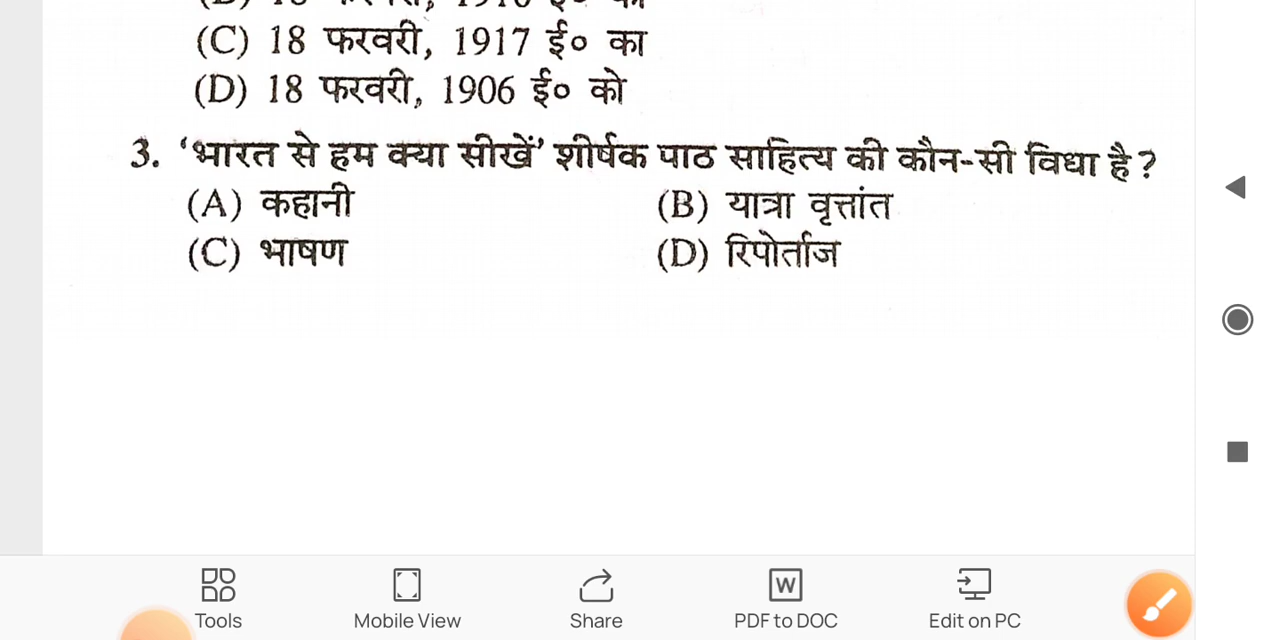 (C) 18 फरवरी, 1917 ई० का
(D) 18 फरवरी, 1906 ई० को
3. ‘भारत से हम क्या सीखें’ शीर्षक पाठ साहित्य की कौन-सी विधा है ?
(A) कहानी (B) यात्रा वृत्तांत
(C) भाषण (D) रिपोर्ताज
Tools Mobile View Share PDF to DOC Edit on PC